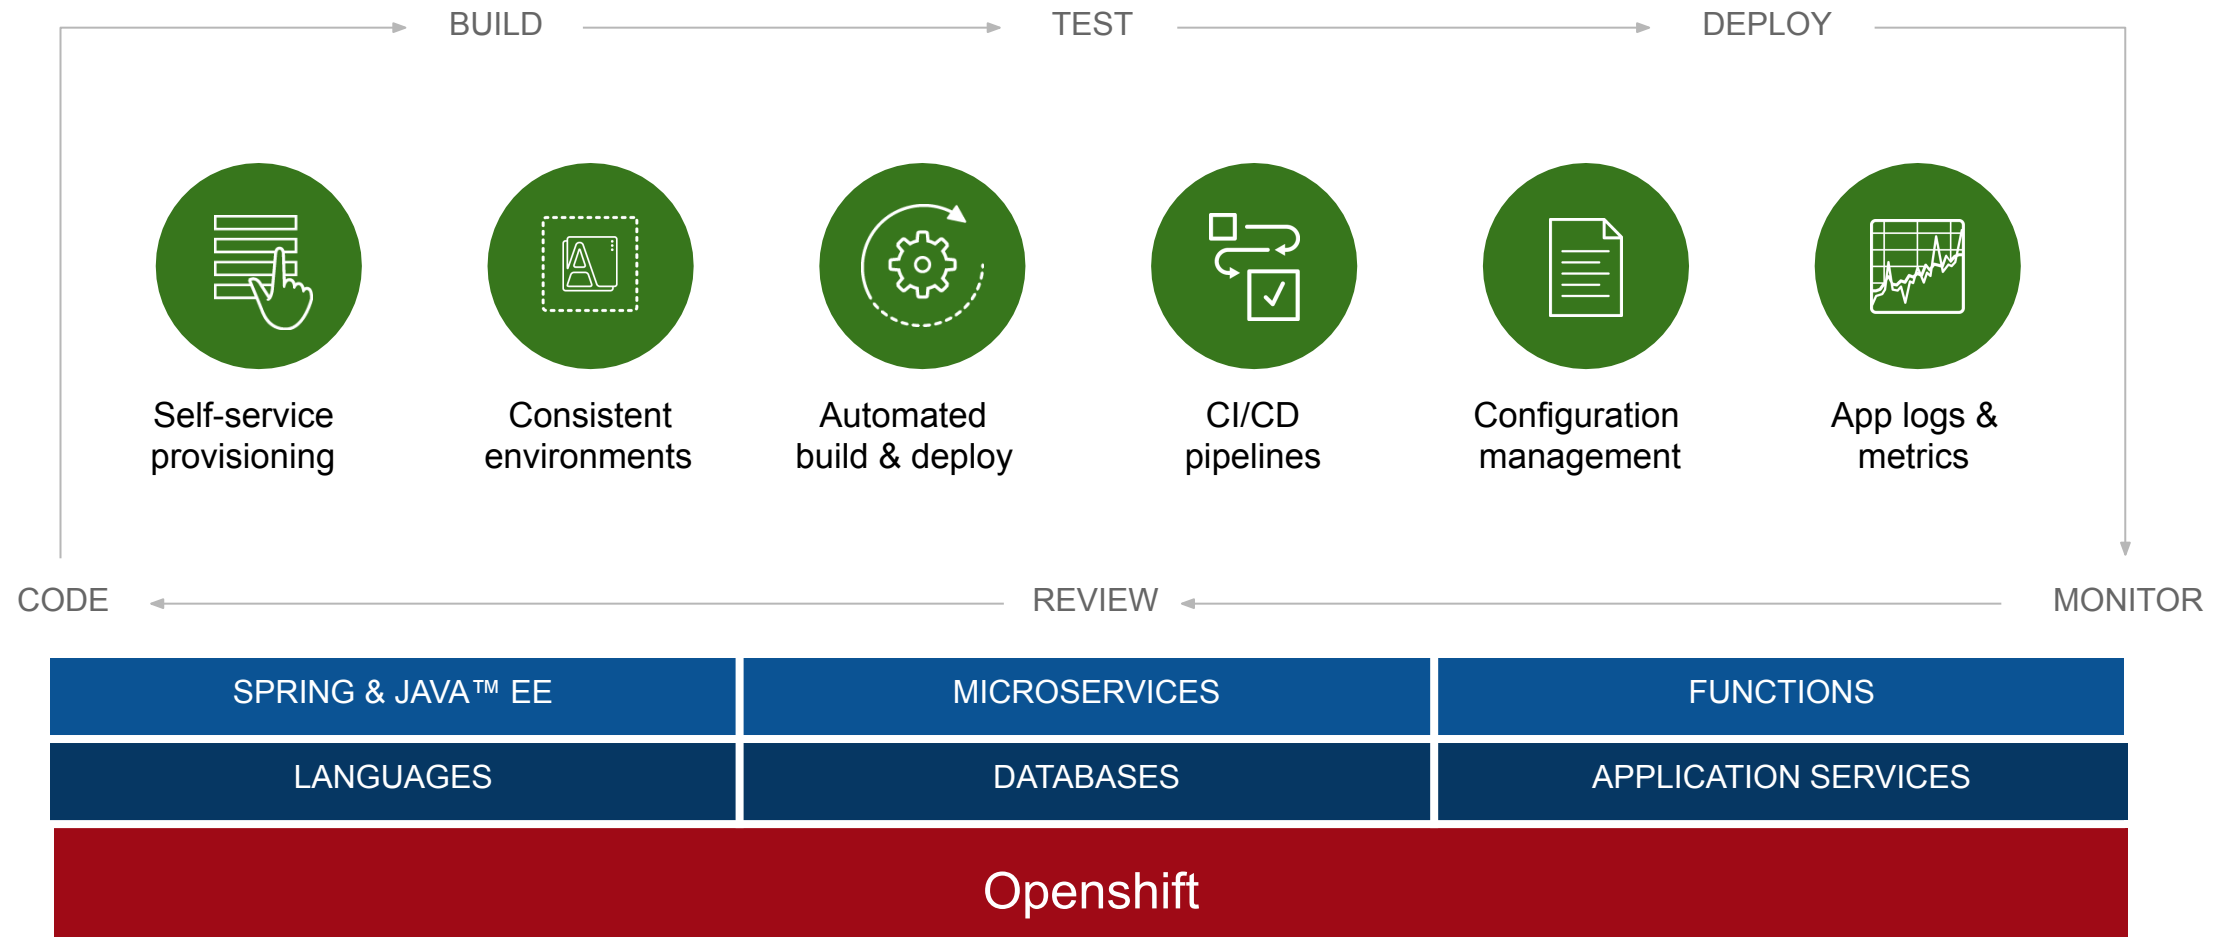 BUILD
TEST
DEPLOY
Self-service
provisioning
Consistent
environments
Automated
build & deploy
CI/CD
pipelines
Configuration
management
App logs &
metrics
CODE
REVIEW
MONITOR
SPRING & JAVA™ EE
MICROSERVICES
FUNCTIONS
LANGUAGES
DATABASES
APPLICATION SERVICES
Openshift